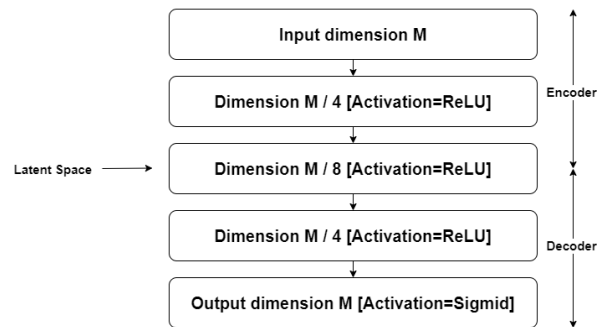 Input dimension M
Encoder
Dimension M / 4 [Activation=ReLU]
Latent Space
Dimension M / 8 [Activation=ReLU]
Dimension M / 4 [Activation=ReLU]
Decoder
Output dimension M [Activation=Sigmid]